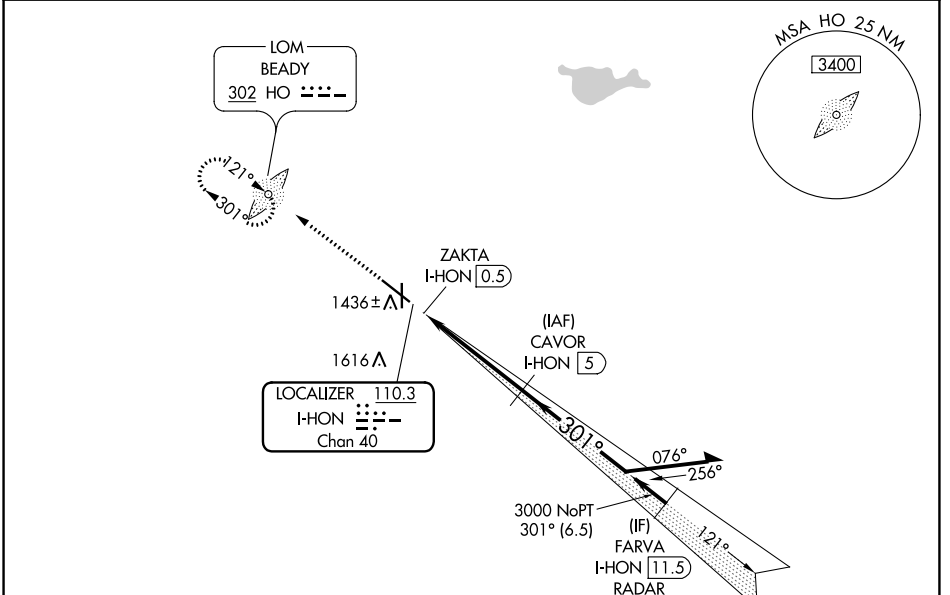 LOM
BEADY
302 HO
MSA HO 25 NM
3400
121°
301°
ZAKTA
I-HON 0.5
1436±
(IAF)
CAVOR
I-HON 5
1616
LOCALIZER 110.3
I-HON
Chan 40
301°
076°
256°
3000 NoPT
301° (6.5)
(IF)
FARVA
I-HON 11.5
RADAR
121°